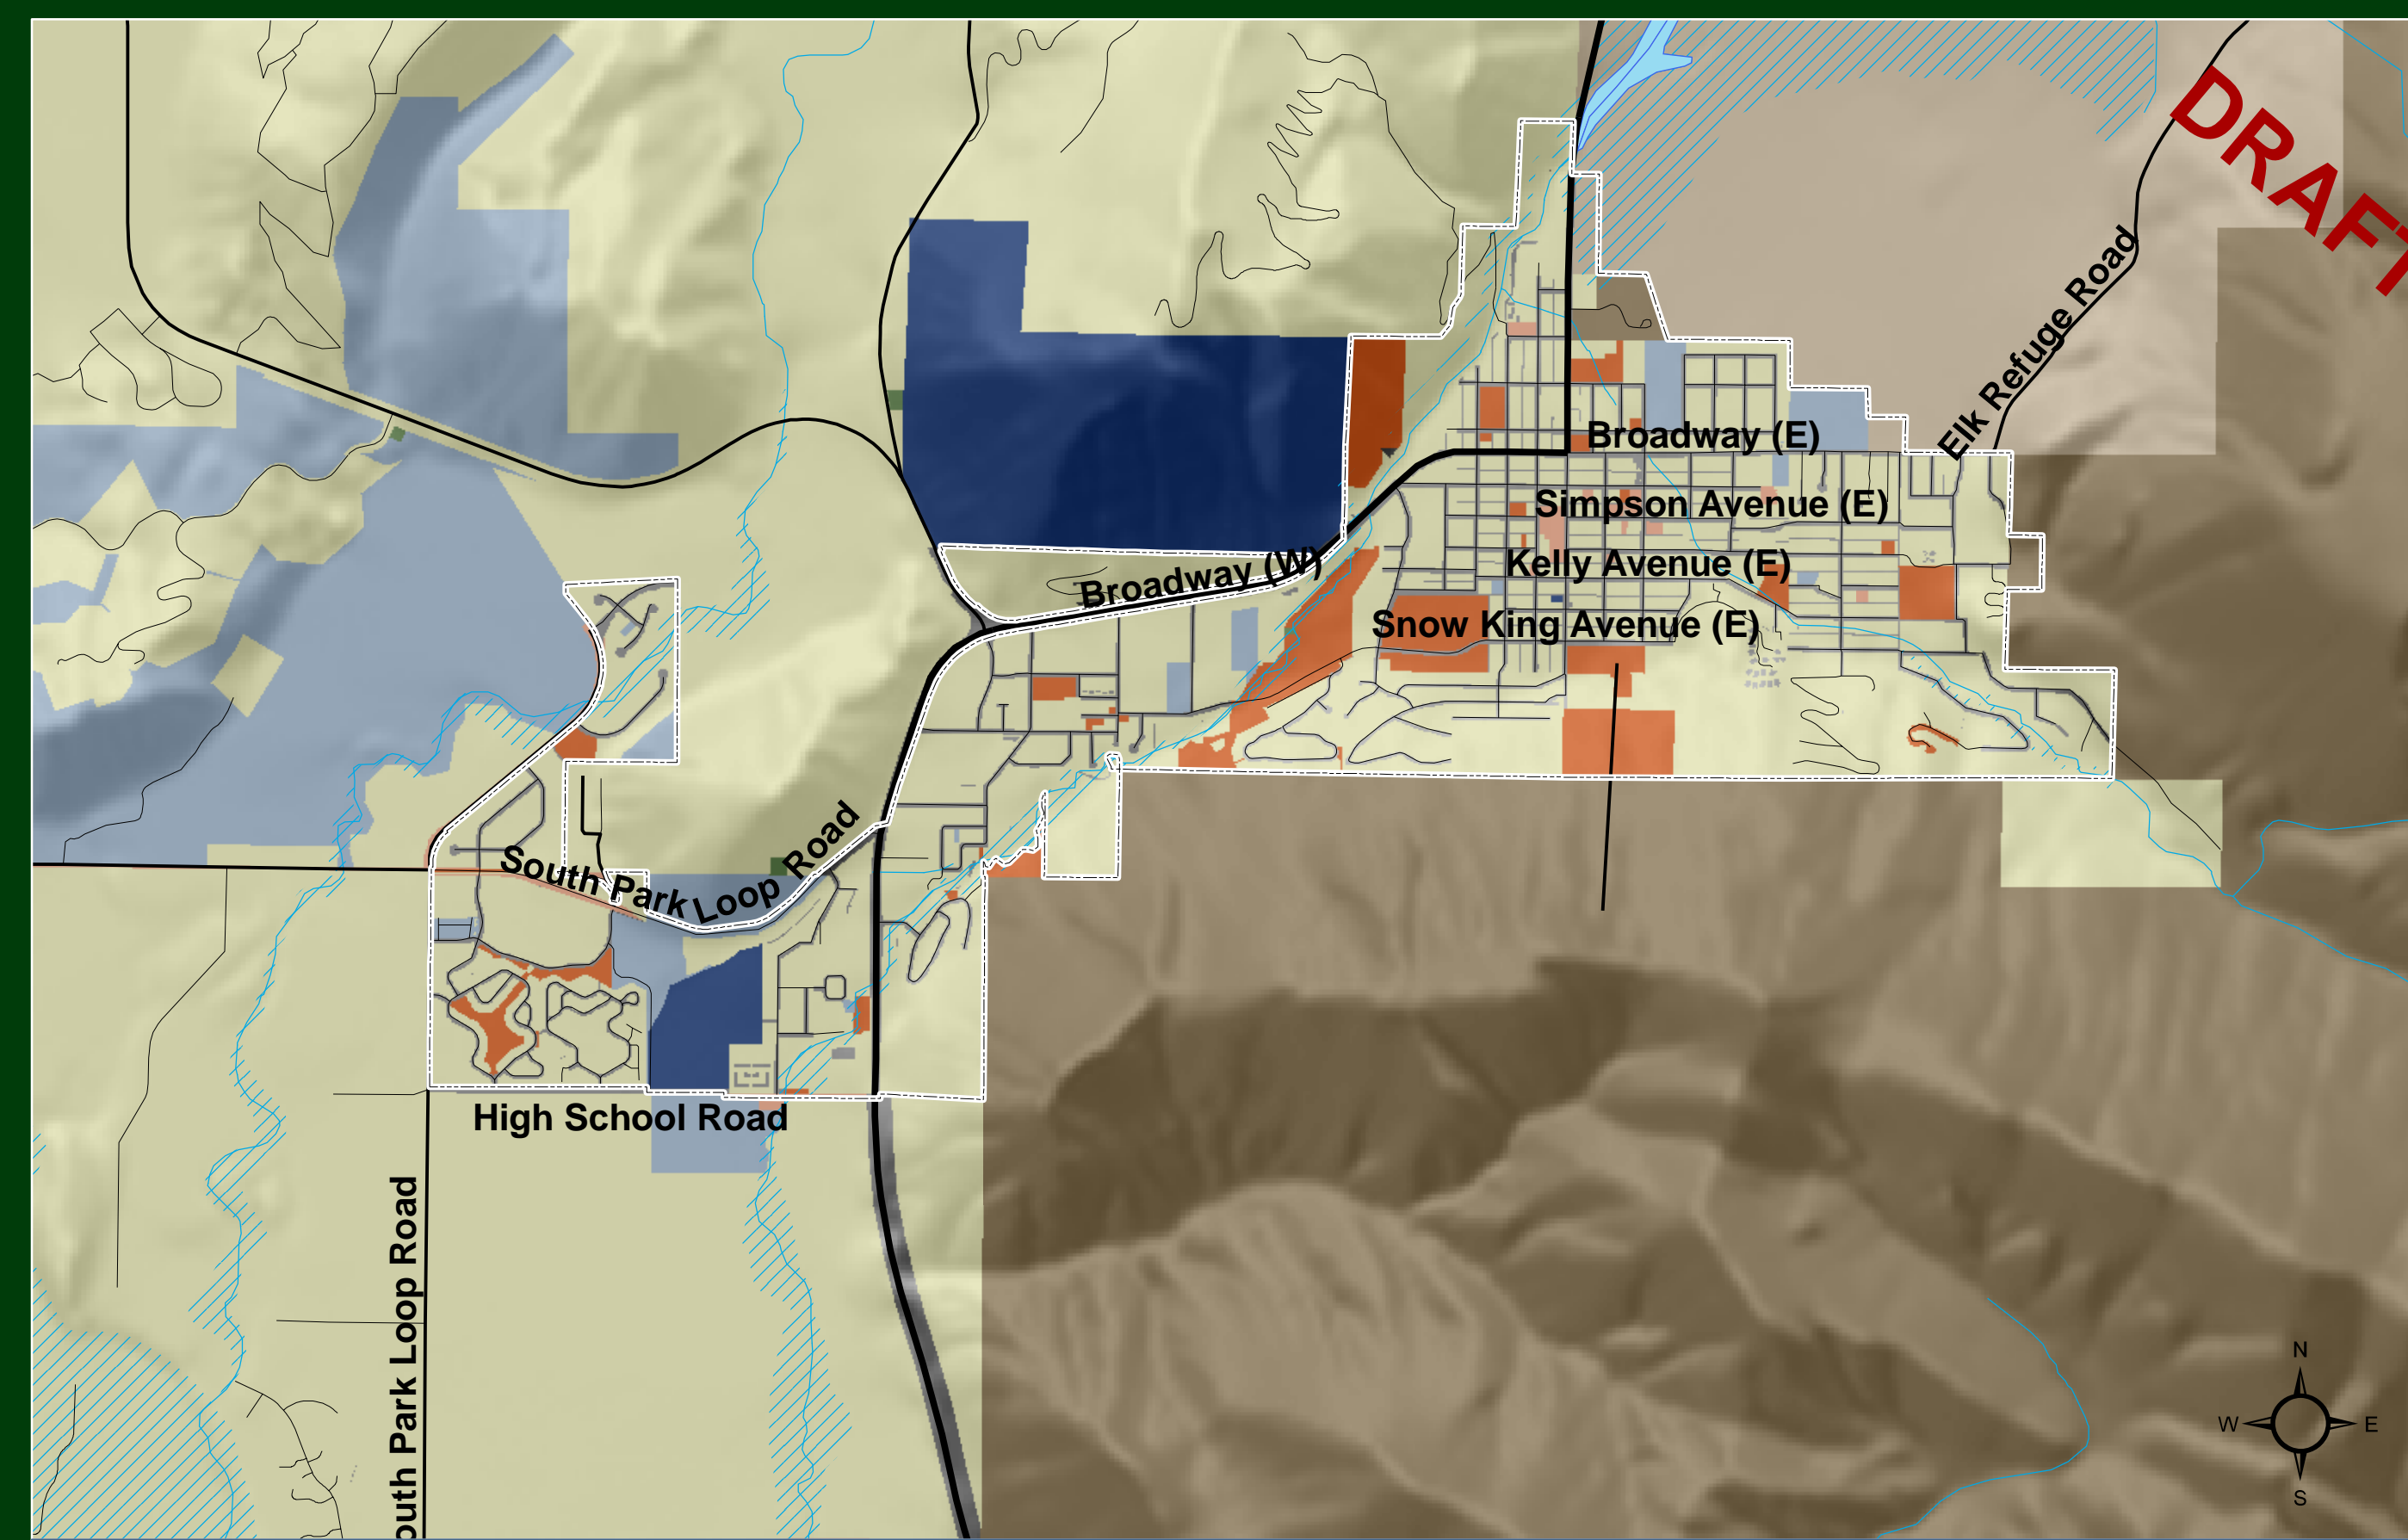 DRAFT
Elk Refuge Road
Broadway (E)
Simpson Avenue (E)
Kelly Avenue (E)
Broadway (W)
Snow King Avenue (E)
South Park Loop Road
High School Road
outh Park Loop Road
N
W
E
S